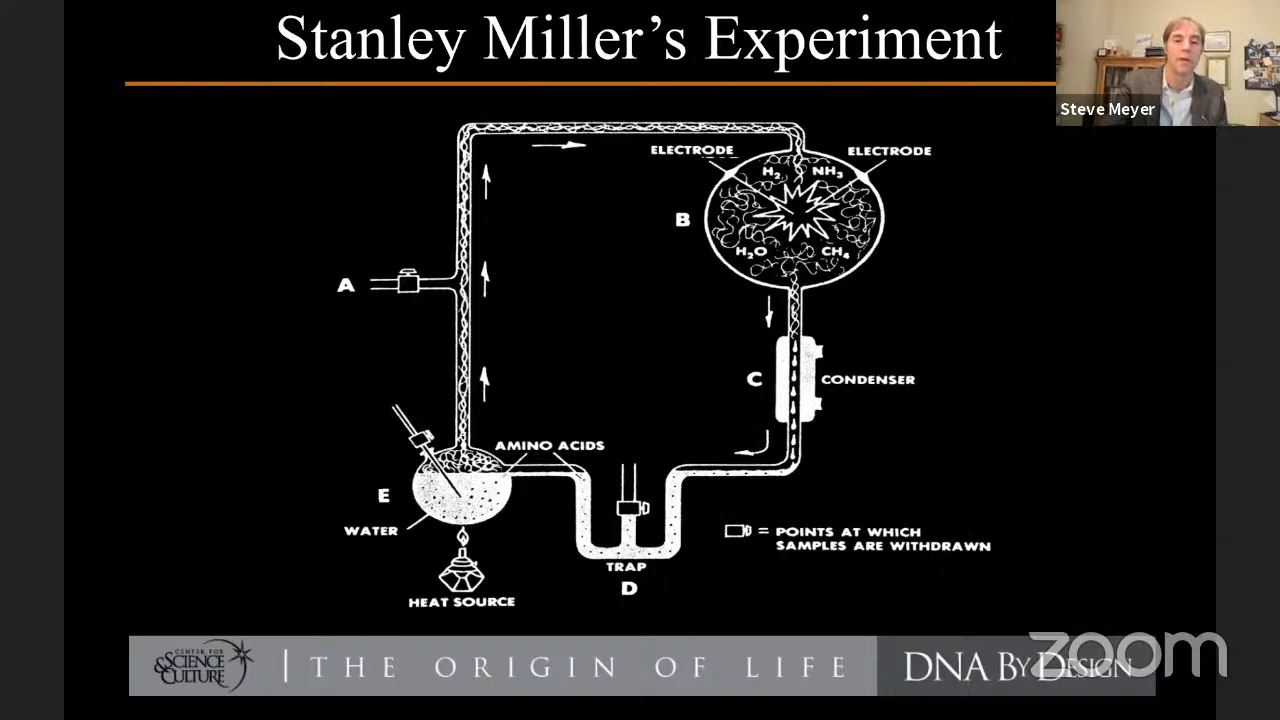 Stanley Miller's Experiment
Steve Meyer
ELECTRODE
ELECTRODE
H2
NH3
B
H2O
CH4
A
C
CONDENSER
AMINO ACIDS
E
WATER
= POINTS AT WHICH
SAMPLES ARE WITHDRAWN
TRAP
D
HEAT SOURCE
CENTER FOR
SCIENCE
&CULTURE
THE ORIGIN OF LIFE
DNA BY DESIGN
zoom